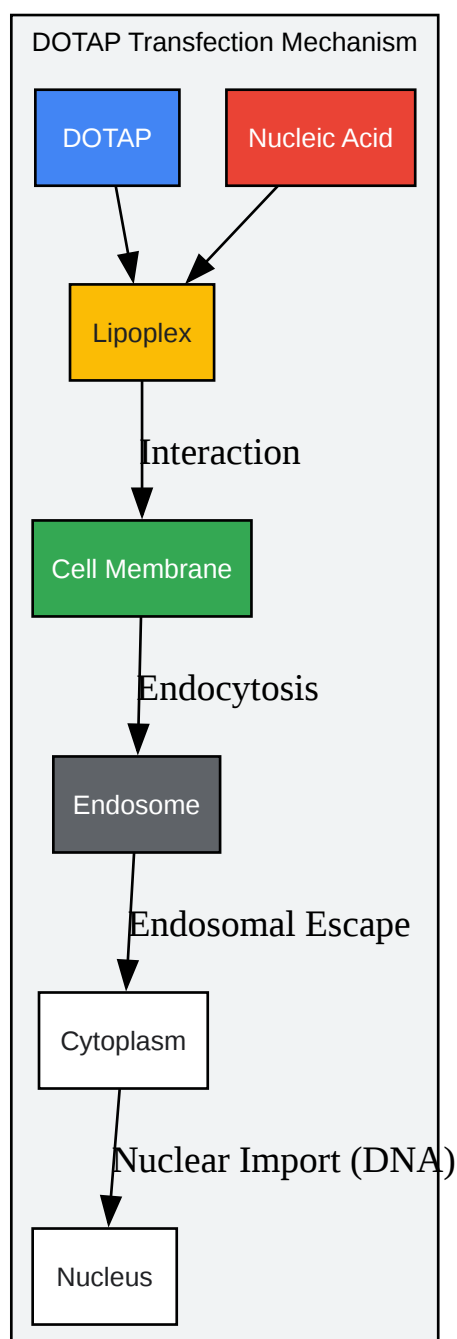 DOTAP Transfection Mechanism
DOTAP
Nucleic Acid
Lipoplex
Interaction
Cell Membrane
Endocytosis
Endosome
Endosomal Escape
Cytoplasm
Nuclear Import (DNA)
Nucleus